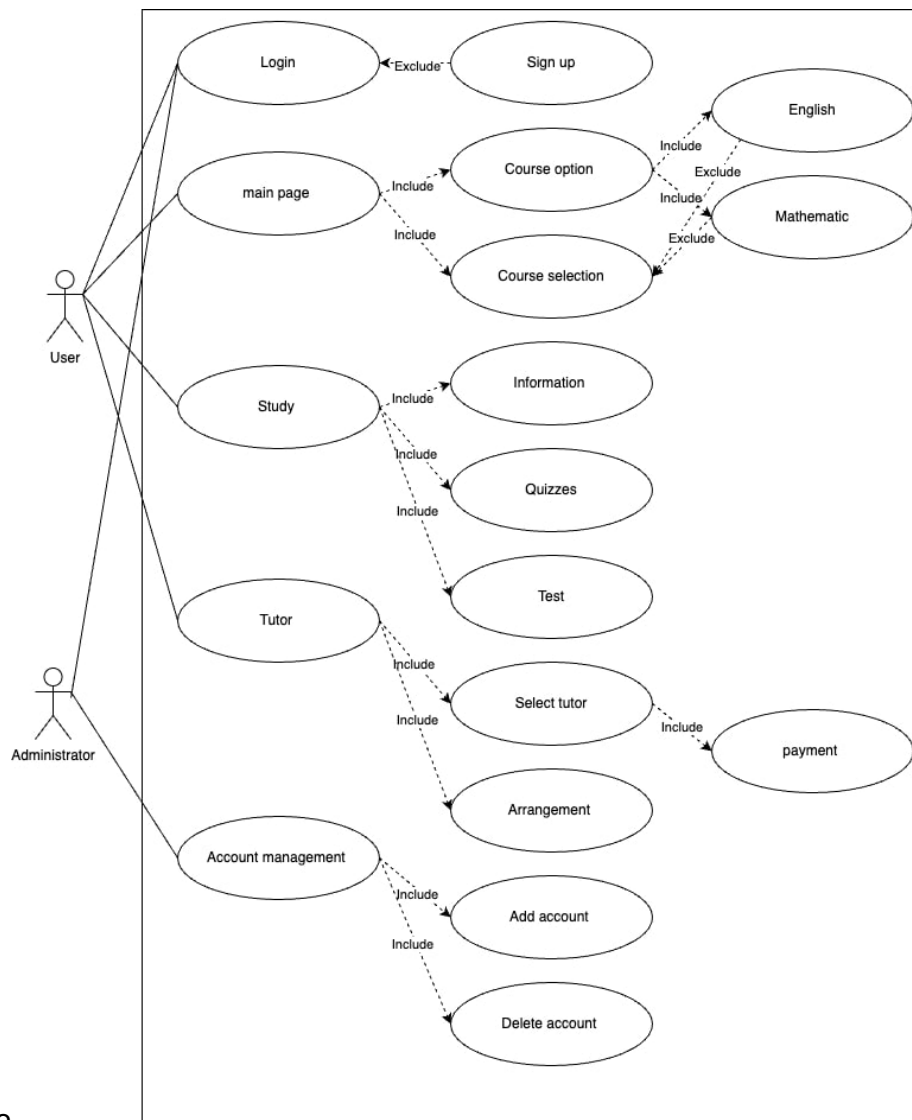 Login
Exclude
Sign up
English
Include
Course option
Exclude
main page
Include
Include
Mathematic
Include
Exclude
Course selection
User
Information
Study
Include
Include
Quizzes
Include
Test
Tutor
Include
Select tutor
Include
Include
payment
Administrator
Arrangement
Account management
Include
Add account
Include
Delete account